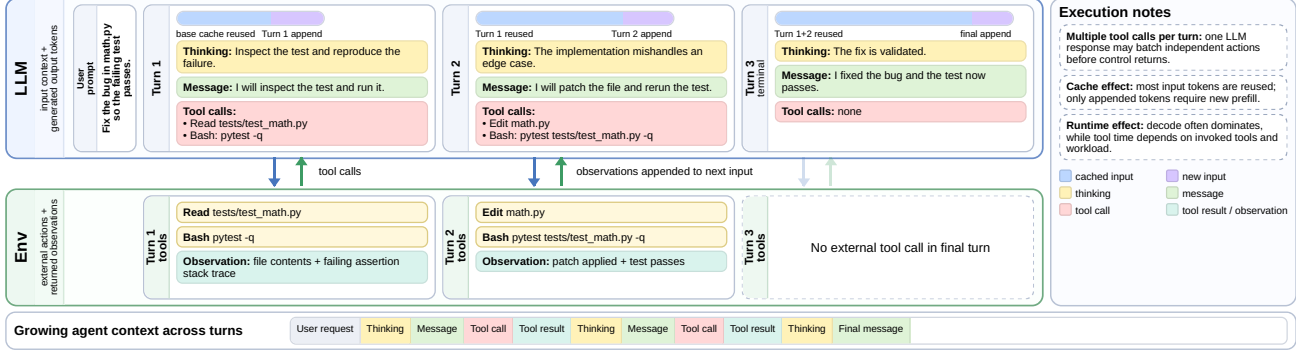 LLM
input context +
generated output tokens
User
prompt
Fix the bug in math.py
so the failing test
passes.
Turn 1
base cache reused Turn 1 append
Thinking: Inspect the test and reproduce the
failure.
Message: I will inspect the test and run it.
Tool calls:
• Read tests/test_math.py
• Bash: pytest -q
Turn 2
Turn 1 reused Turn 2 append
Thinking: The implementation mishandles an
edge case.
Message: I will patch the file and rerun the test.
Tool calls:
• Edit math.py
• Bash: pytest tests/test_math.py -q
Turn 3
terminal
Turn 1+2 reused final append
Thinking: The fix is validated.
Message: I fixed the bug and the test now
passes.
Tool calls: none
tool calls
observations appended to next input
Env
external actions +
returned observations
Turn 1
tools
Read tests/test_math.py
Bash pytest -q
Observation: file contents + failing assertion
stack trace
Turn 2
tools
Edit math.py
Bash pytest tests/test_math.py -q
Observation: patch applied + test passes
Turn 3
tools
No external tool call in final turn
Execution notes
Multiple tool calls per turn: one LLM
response may batch independent actions
before control returns.
Cache effect: most input tokens are reused;
only appended tokens require new prefill.
Runtime effect: decode often dominates,
while tool time depends on invoked tools and
workload.
cached input new input
thinking message
tool call tool result / observation
Growing agent context across turns
User request Thinking Message Tool call Tool result Thinking Message Tool call Tool result Thinking Final message